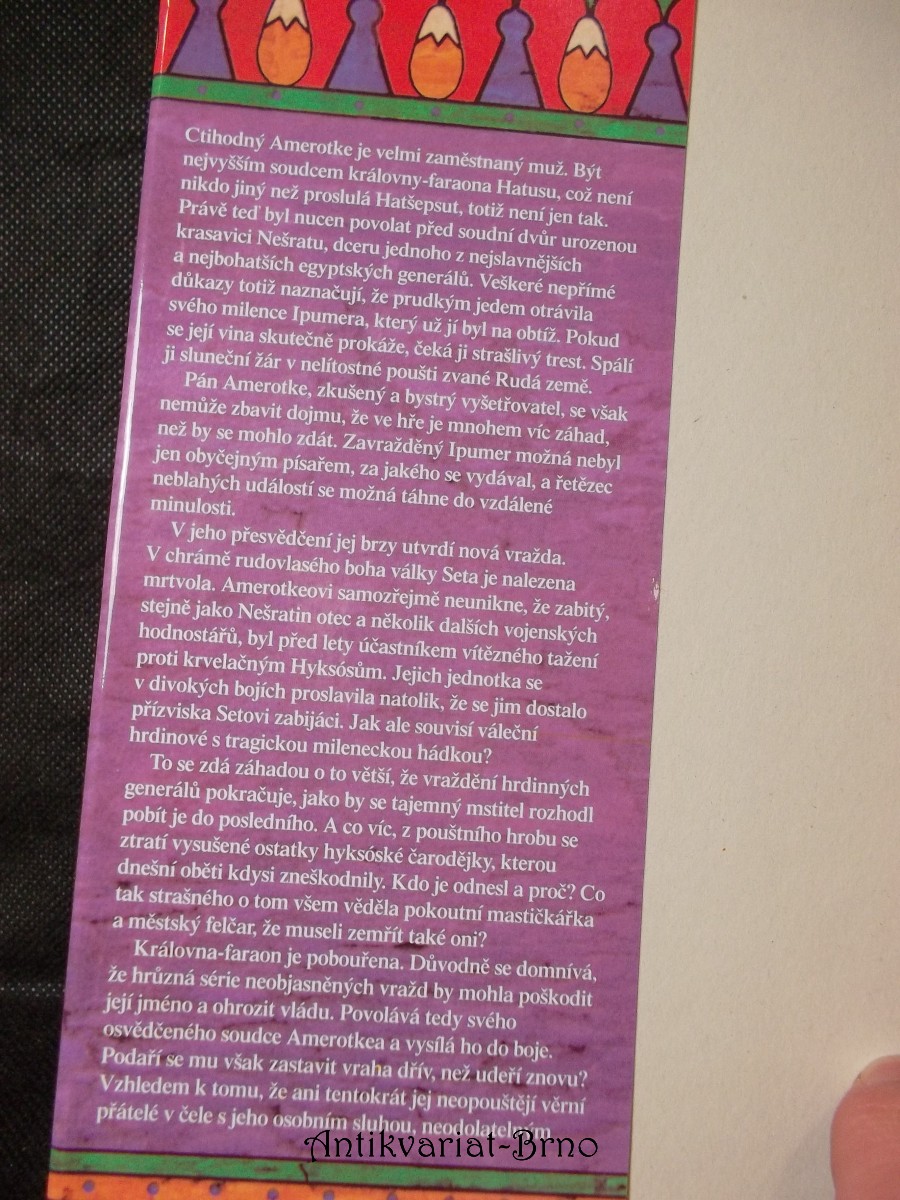 Ctihodný Amerotke je velmi zaměstnaný muž. Být
nejvyšším soudcem královny-faraona Hatusu, což není
nikdo jiný než proslulá Hatšepsut, totiž není jen tak.
Právě teď byl nucen povolat před soudní dvůr urozenou
krasavici Nešratu, dceru jednoho z nejslavnějších
a nejbohatších egyptských generálů. Veškeré nepřímé
důkazy totiž naznačují, že prudkým jedem otrávila
svého milence Ipumera, který už jí byl na obtíž. Pokud
se její vina skutečně prokáže, čeká ji strašlivý trest. Spálí
ji sluneční žár v nelítostné poušti zvané Rudá země.
Pán Amerotke, zkušený a bystrý vyšetřovatel, se však
nemůže zbavit dojmu, že ve hře je mnohem víc záhad,
než by se mohlo zdát. Zavražděný Ipumer možná nebyl
jen obyčejným písařem, za jakého se vydával, a řetězec
neblahých událostí se možná táhne do vzdálené
minulosti.
V jeho přesvědčení jej brzy utvrdí nová vražda.
V chrámě rudovlasého boha války Seta je nalezena
mrtvola. Amerotkeovi samozřejmě neunikne, že zabitý,
stejně jako Nešratin otec a několik dalších vojenských
hodnostářů, byl před lety účastníkem vítězného tažení
proti krvelačným Hyksósům. Jejich jednotka se
v divokých bojích proslavila natolik, že se jim dostalo
přízviska Setovi zabijáci. Jak ale souvisí váleční
hrdinové s tragickou mileneckou hádkou?
To se zdá záhadou o to větší, že vraždění hrdinných
generálů pokračuje, jako by se tajemný mstitel rozhodl
pobít je do posledního. A co víc, z pouštního hrobu se
ztratí vysušené ostatky hyksóské čarodějky, kterou
dnešní oběti kdysi zneškodnily. Kdo je odnesl a proč? Co
tak strašného o tom všem věděla pokoutní mastičkářka
a městský felčar, že museli zemřít také oni?
Královna-faraon je pobouřena. Důvodně se domnívá,
že hrůzná série neobjasněných vražd by mohla poškodit
její jméno a ohrozit vládu. Povolává tedy svého
osvědčeného soudce Amerotkea a vysílá ho do boje.
Podaří se mu však zastavit vraha dřív, než udeří znovu?
Vzhledem k tomu, že ani tentokrát jej neopouštějí věrní
přátelé v čele s jeho osobním sluhou, neodolatelným
Antikvariat-Brno